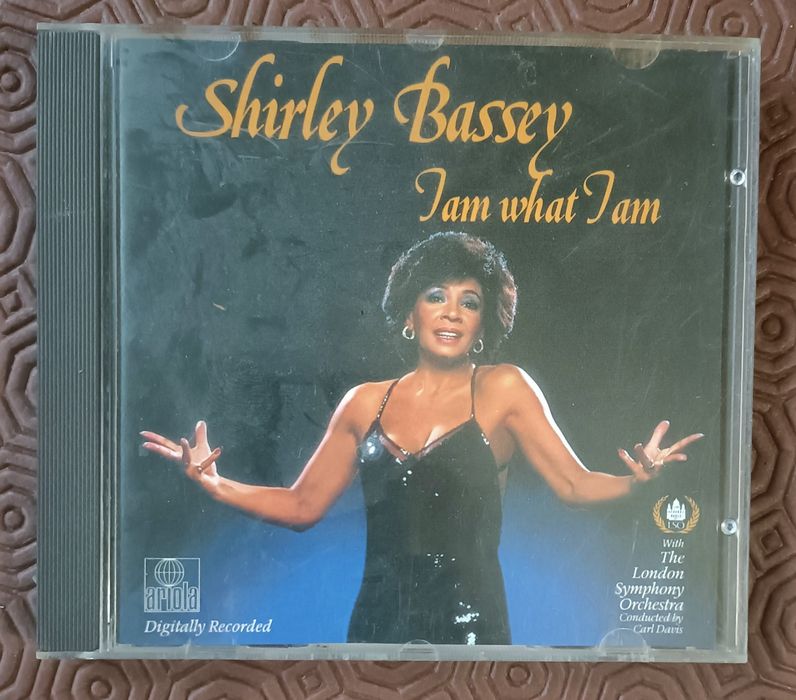 Shirley Bassey
I am what I am
LSO
With
The
London
Symphony
Orchestra
Conducted by
Carl Davis
ariola
Digitally Recorded